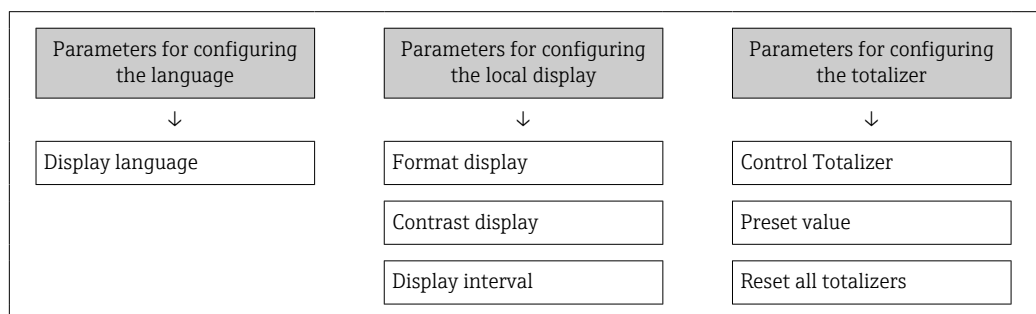 Parameters for configuring
the language
↓
Display language
Parameters for configuring
the local display
↓
Format display
Contrast display
Display interval
Parameters for configuring
the totalizer
↓
Control Totalizer
Preset value
Reset all totalizers